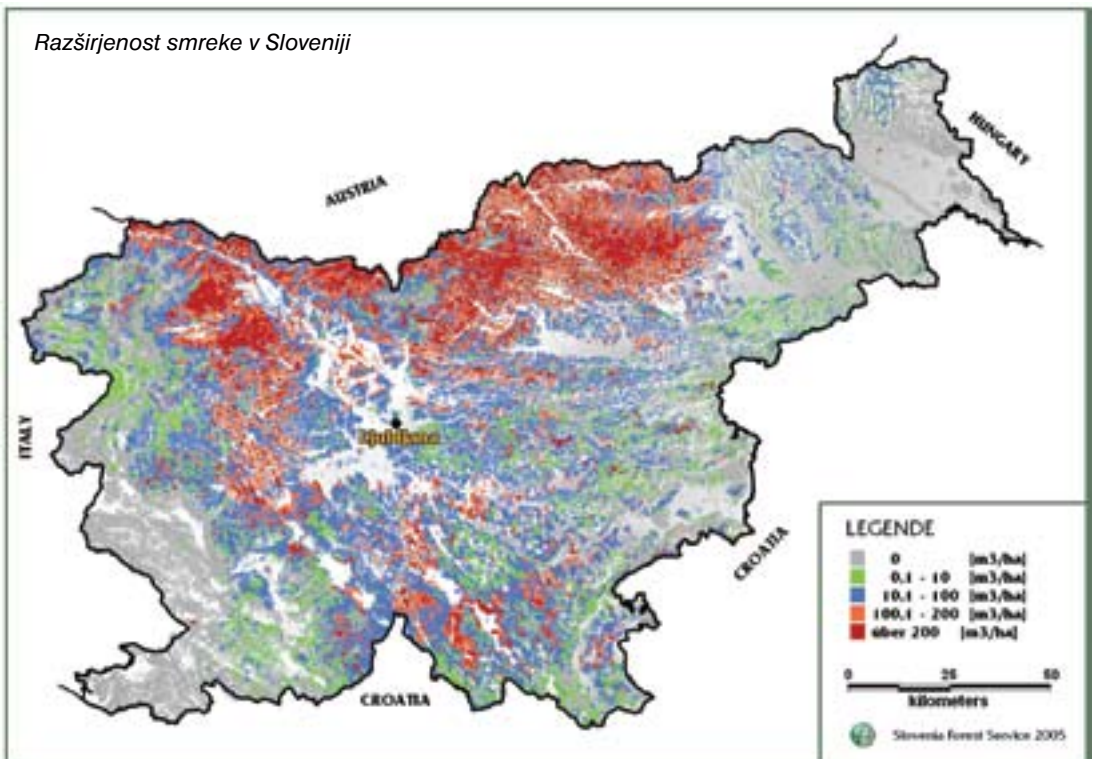 Razširjenost smreke v Sloveniji
HUNGARY
AUSTRIA
ITALY
Ljubljana
CROATIA
CROATIA
LEGENDE
0 [m3/ha]
0,1 - 10 [m3/ha]
10,1 - 100 [m3/ha]
100,1 - 200 [m3/ha]
über 200 [m3/ha]
0 25 50
kilometers
Slovenia Forest Service 2005